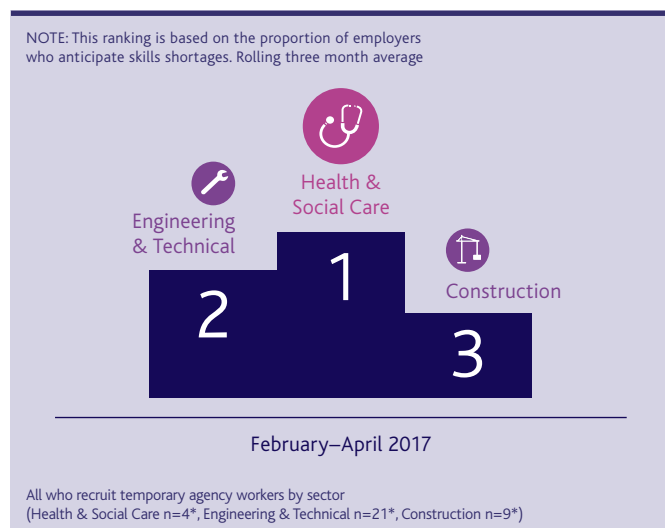 NOTE: This ranking is based on the proportion of employers
who anticipate skills shortages. Rolling three month average
Health &
Social Care
Engineering
& Technical
Construction
1
2
3
February–April 2017
All who recruit temporary agency workers by sector
(Health & Social Care n=4*, Engineering & Technical n=21*, Construction n=9*)